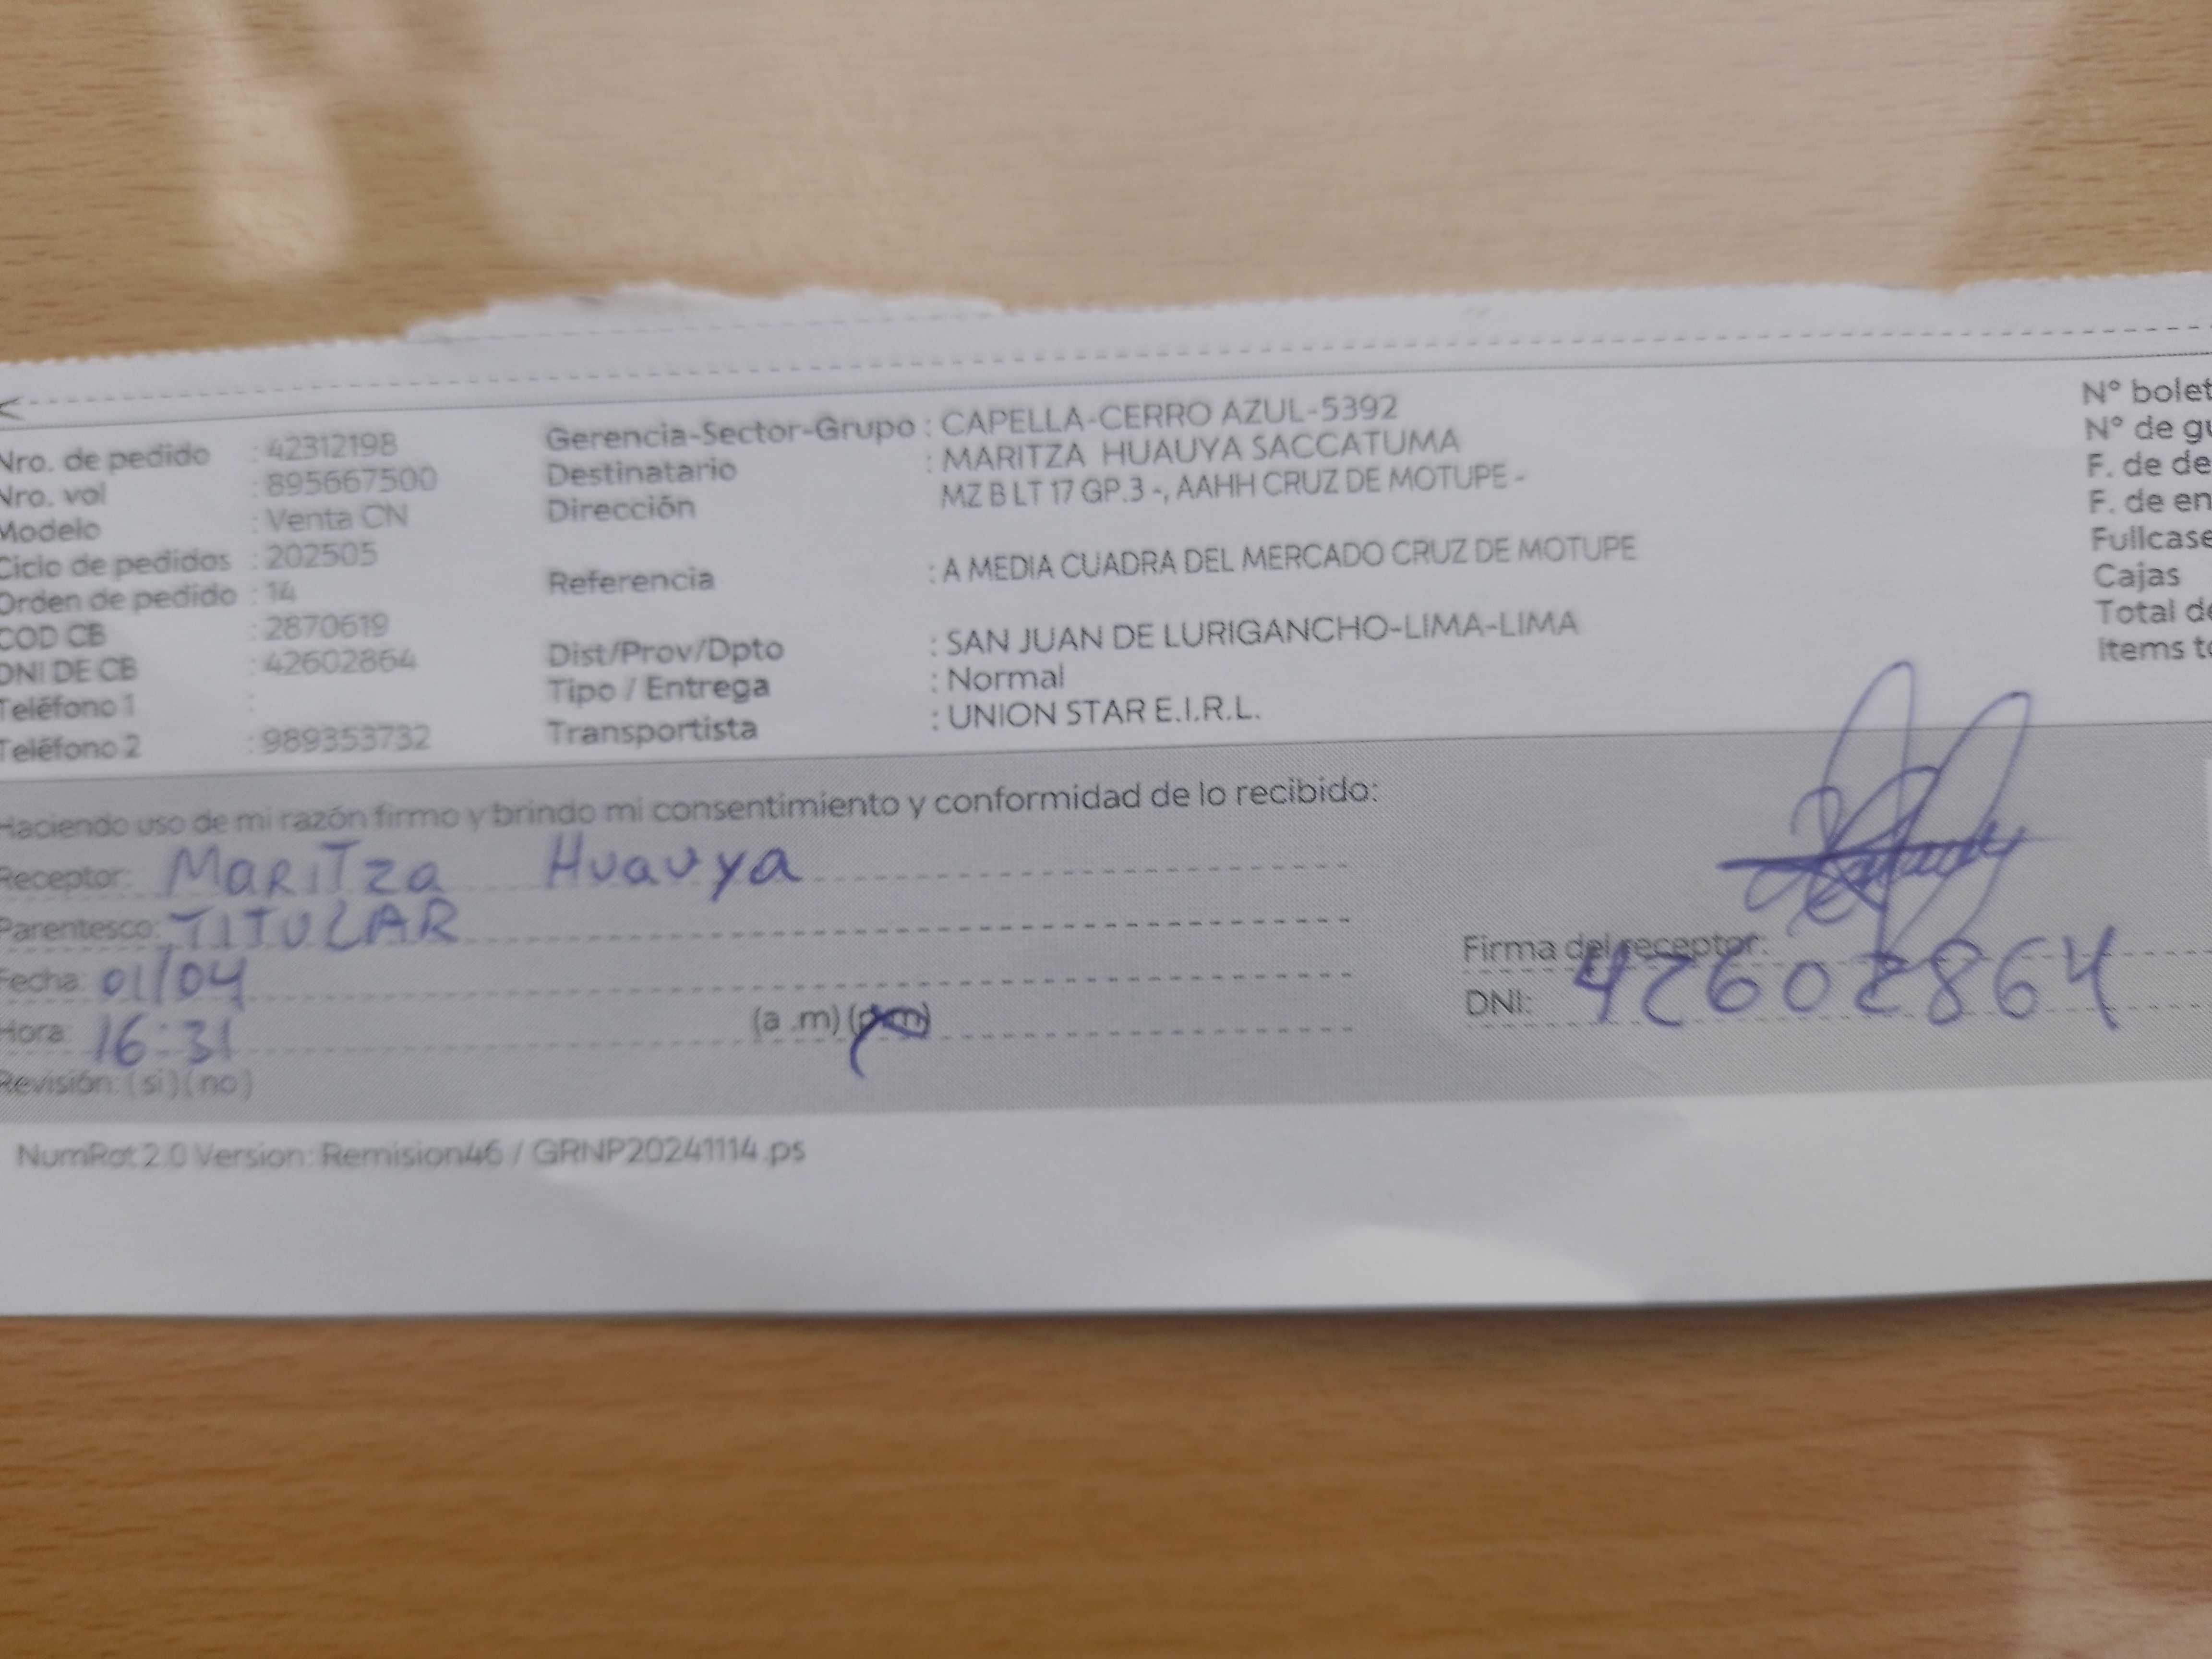 Nro. de pedido : 42312198
Nro. vol : 895667500
Modelo : Venta CN
Ciclo de pedidos : 202505
Orden de pedido : 14
COD CB : 2870619
DNI DE CB : 42602864
Teléfono 1 :
Teléfono 2 : 989353732
Gerencia-Sector-Grupo : CAPELLA-CERRO AZUL-5392
Destinatario : MARITZA HUAUYA SACCATUMA
Dirección MZ B LT 17 GP.3 -, AAHH CRUZ DE MOTUPE -
Referencia : A MEDIA CUADRA DEL MERCADO CRUZ DE MOTUPE
Dist/Prov/Dpto : SAN JUAN DE LURIGANCHO-LIMA-LIMA
Tipo / Entrega : Normal
Transportista : UNION STAR E.I.R.L.
Nº bolet
Nº de gu
F. de de
F. de en
Fullcase
Cajas
Total de
Items to
Haciendo uso de mi razón firmo y brindo mi consentimiento y conformidad de lo recibido:
Receptor: MARITZA HUAUYA
Parentesco: TITULAR
Fecha: 01/04
Hora: 16:31 (a .m) (p.m)
Revisión: (si) (no)
Firma del receptor:
DNI: 42602864
NumRot 2.0 Version: Remision46 / GRNP20241114.ps